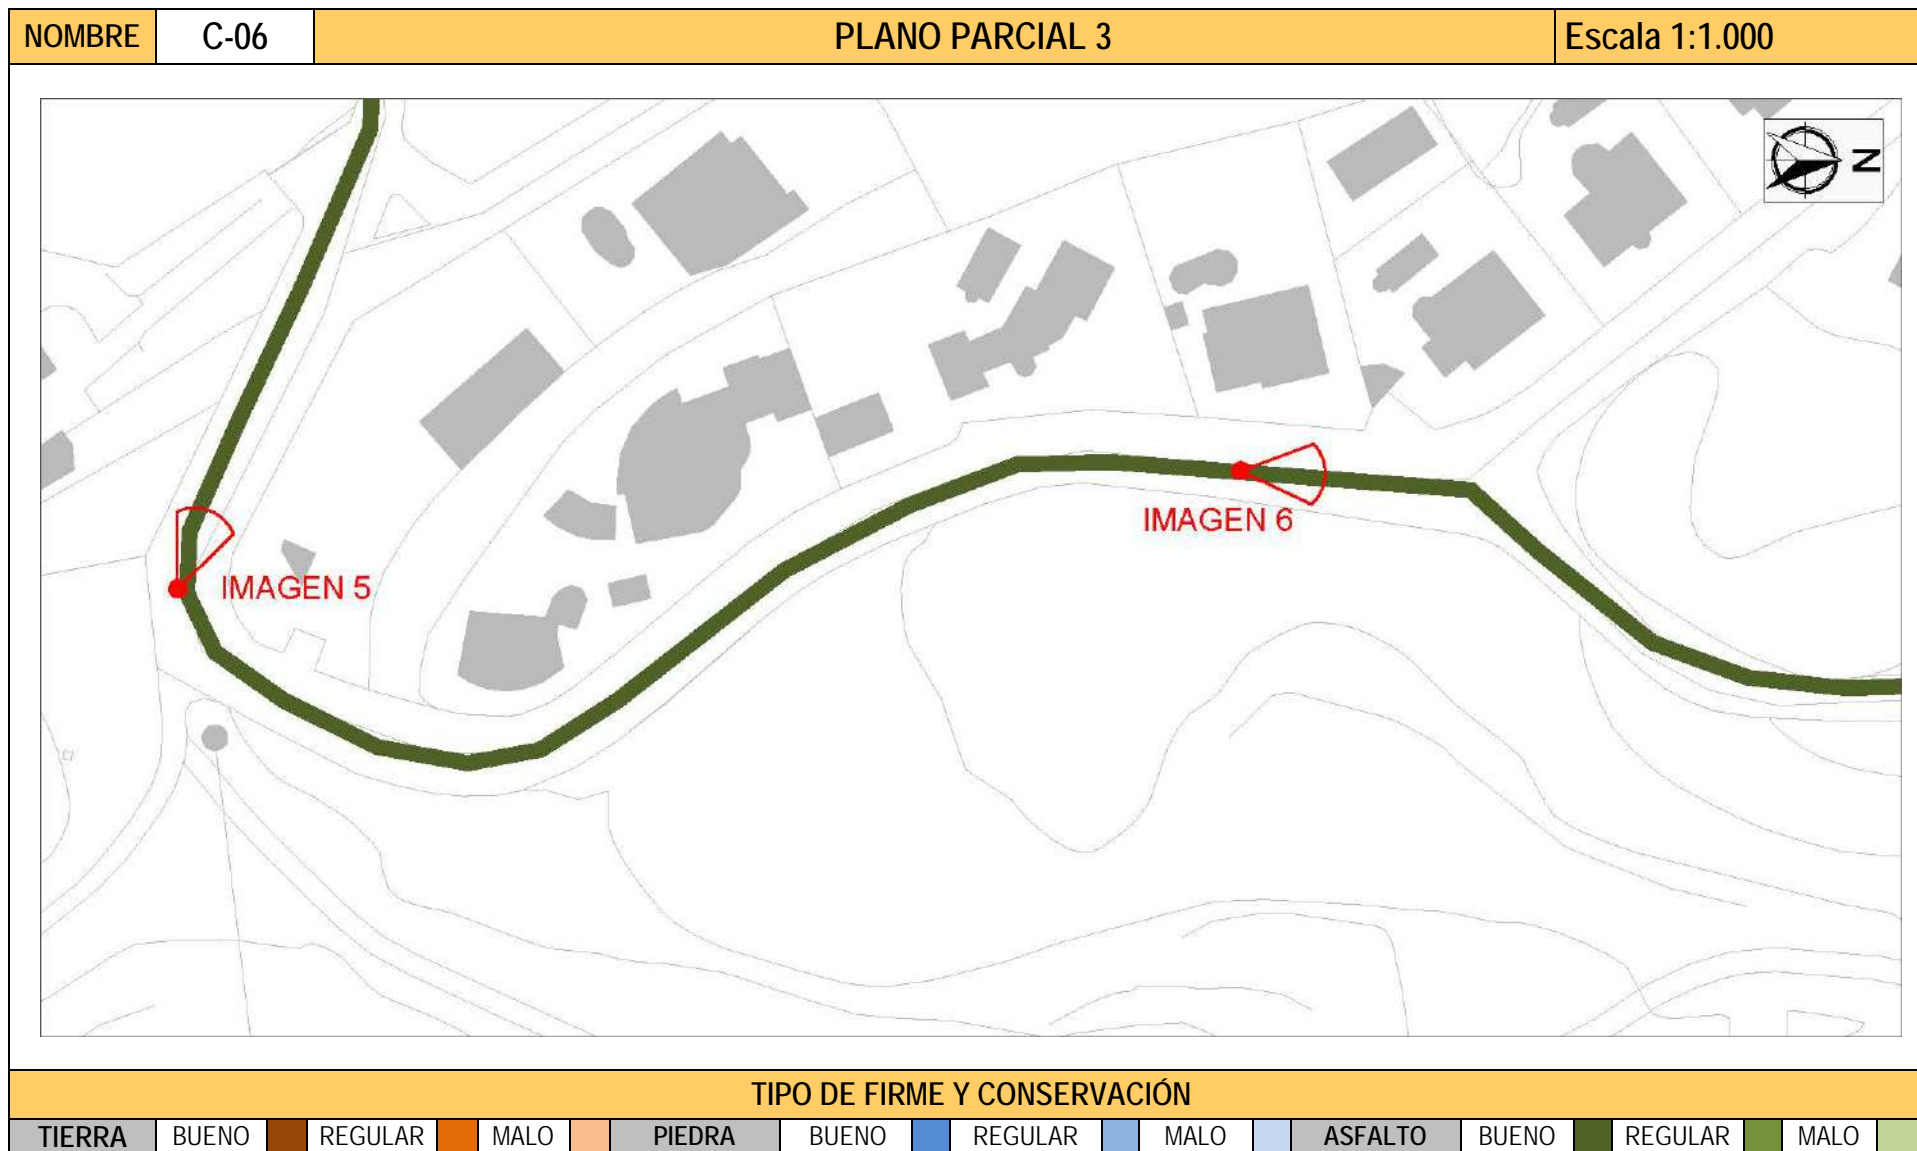 NOMBRE C-06 PLANO PARCIAL 3 Escala 1:1.000
N
IMAGEN 6
IMAGEN 5
TIPO DE FIRME Y CONSERVACIÓN
TIERRA BUENO REGULAR MALO PIEDRA BUENO REGULAR MALO ASFALTO BUENO REGULAR MALO